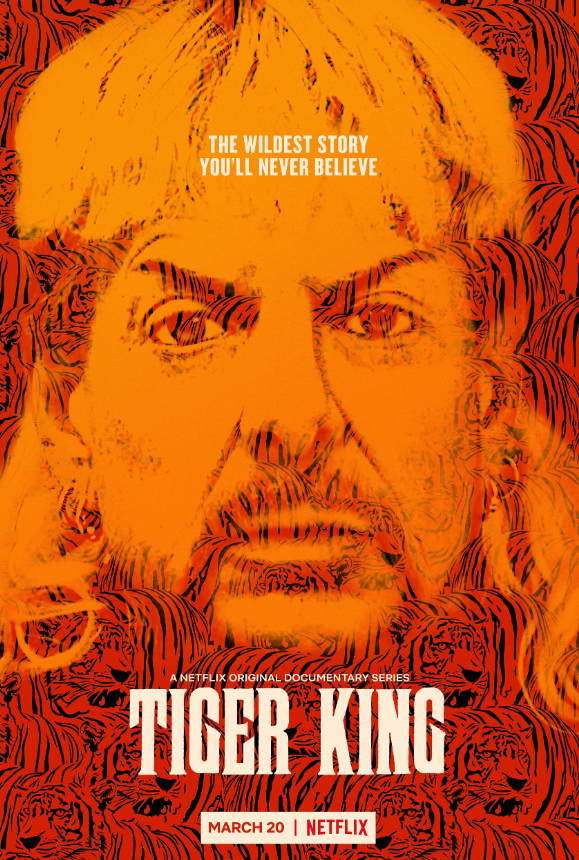 THE WILDEST STORY
YOU'LL NEVER BELIEVE
A NETFLIX ORIGINAL DOCUMENTARY SERIES
TIGER KING
MARCH 20 | NETFLIX